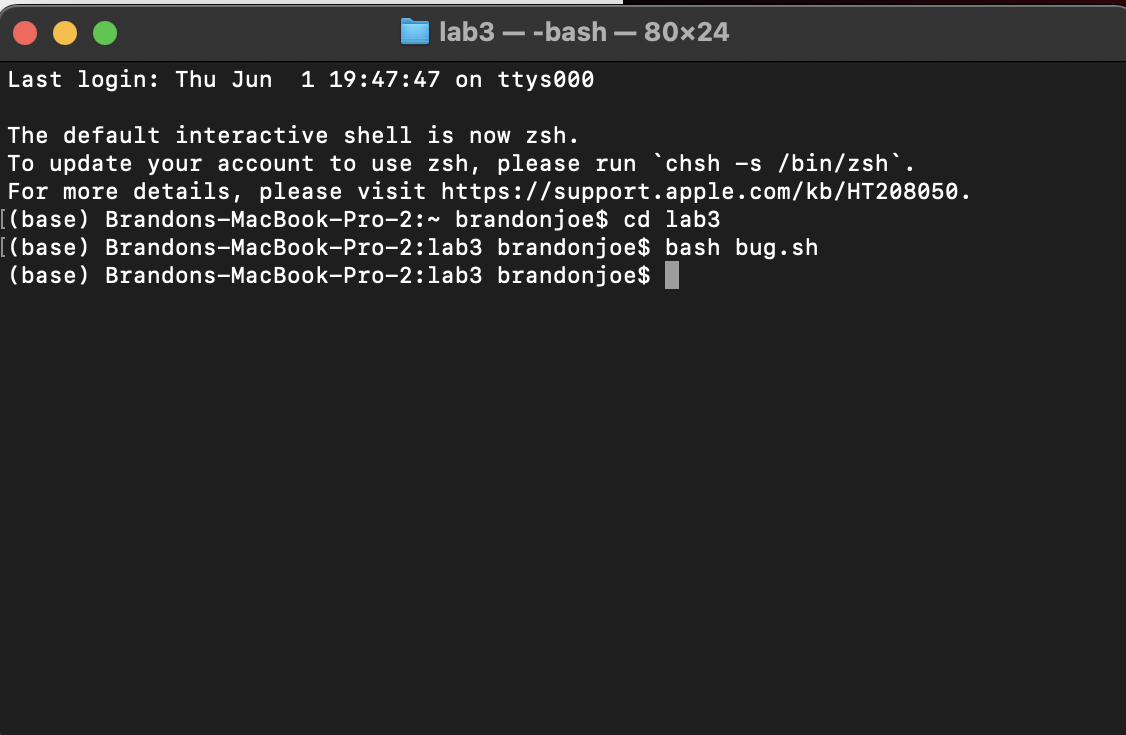 lab3 — -bash — 80×24
Last login: Thu Jun  1 19:47:47 on ttys000
The default interactive shell is now zsh.
To update your account to use zsh, please run `chsh -s /bin/zsh`.
For more details, please visit https://support.apple.com/kb/HT208050.
[(base) Brandons-MacBook-Pro-2:~ brandonjoe$ cd lab3
[(base) Brandons-MacBook-Pro-2:lab3 brandonjoe$ bash bug.sh
(base) Brandons-MacBook-Pro-2:lab3 brandonjoe$